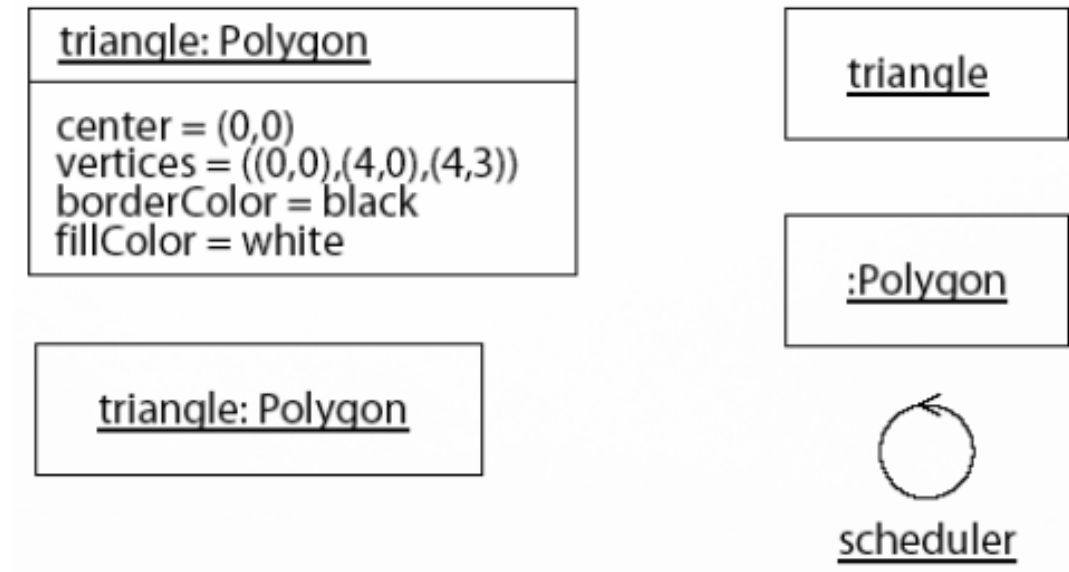 triangle: Polygon
center = (0,0)
vertices = ((0,0),(4,0),(4,3))
borderColor = black
fillColor = white
triangle: Polygon
triangle
:Polygon
scheduler